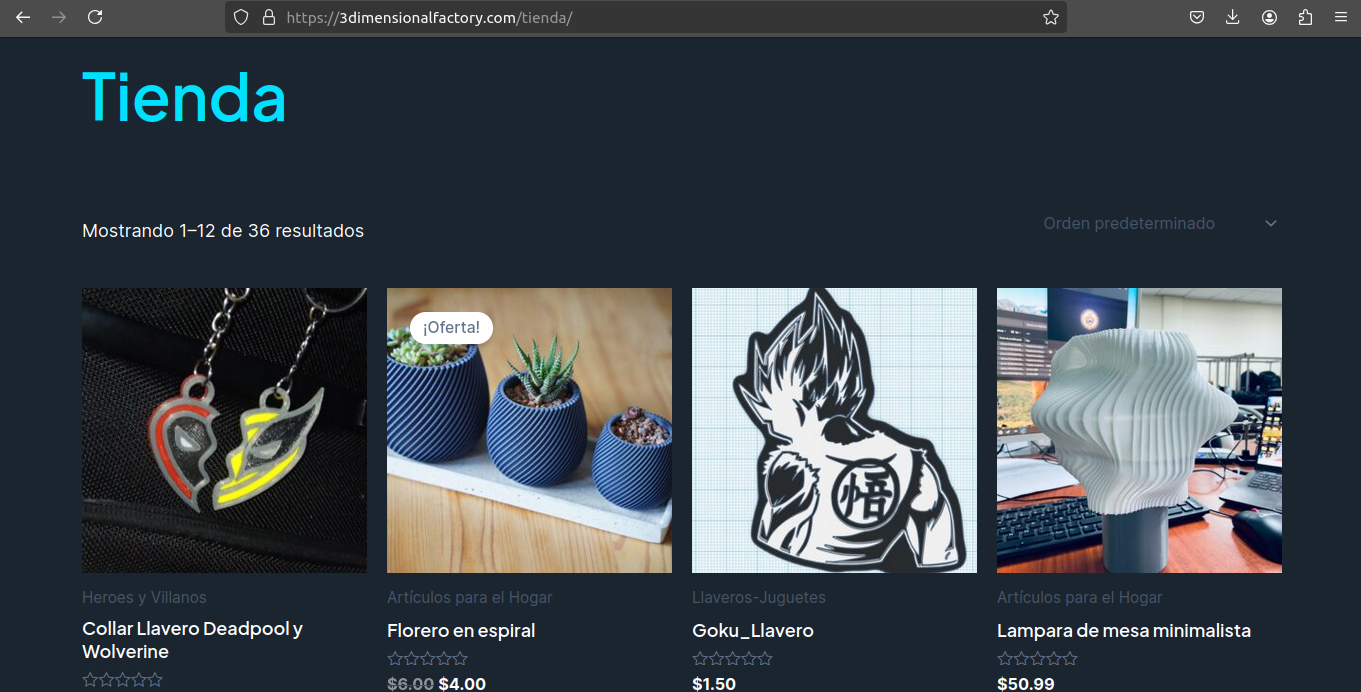 https://3dimensionalfactory.com/tienda/
Tienda
Mostrando 1–12 de 36 resultados
Orden predeterminado
¡Oferta!
悟
Heroes y Villanos
Collar Llavero Deadpool y
Wolverine
Artículos para el Hogar
Florero en espiral
$6.00 $4.00
Llaveros-Juguetes
Goku_Llavero
$1.50
Artículos para el Hogar
Lampara de mesa minimalista
$50.99